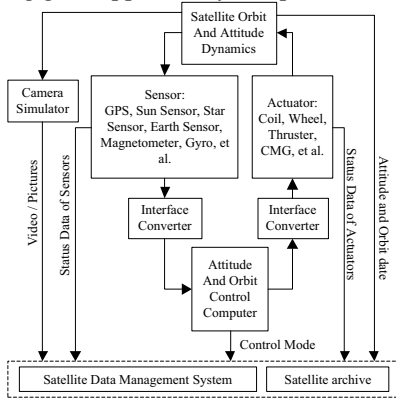 Satellite Orbit
And Attitude
Dynamics
Camera
Simulator
Sensor:
GPS, Sun Sensor, Star
Sensor, Earth Sensor,
Magnetometer, Gyro, et
al.
Actuator:
Coil, Wheel,
Thruster,
CMG, et al.
Video / Pictures
Status Data of Sensors
Status Data of
Actuators
Attitude and Orbit date
Interface
Converter
Interface
Converter
Attitude
And Orbit
Control
Computer
Control Mode
Satellite Data Management System
Satellite archive